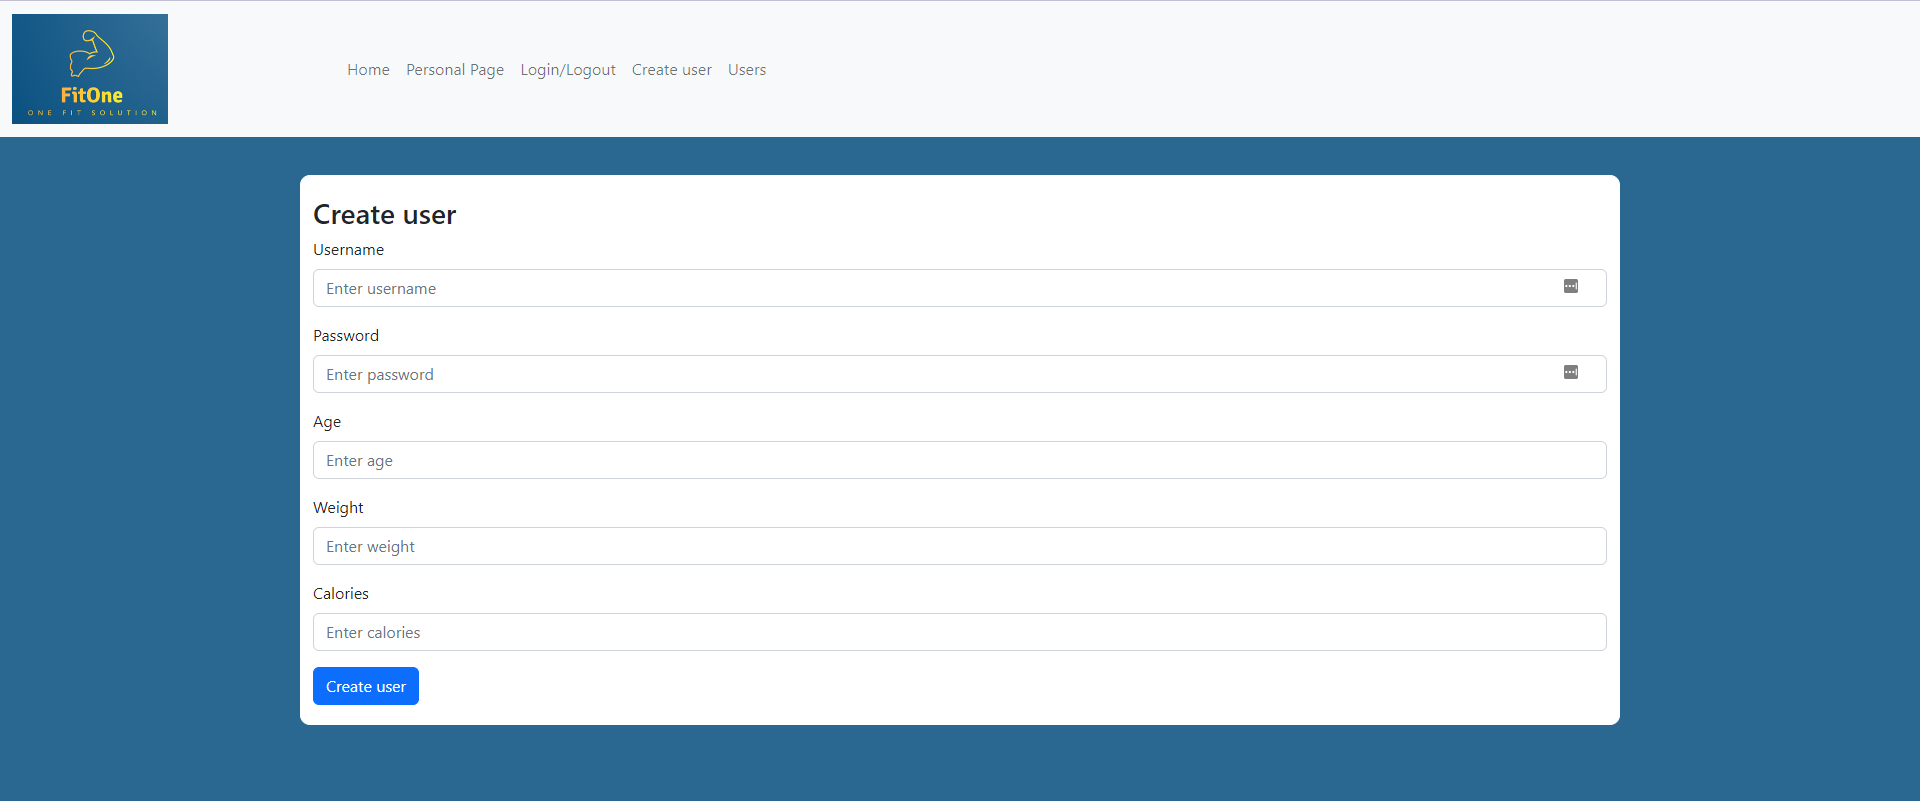 FitOne
ONE FIT SOLUTION
Home Personal Page Login/Logout Create user Users
Create user
Username
Enter username
Password
Enter password
Age
Enter age
Weight
Enter weight
Calories
Enter calories
Create user